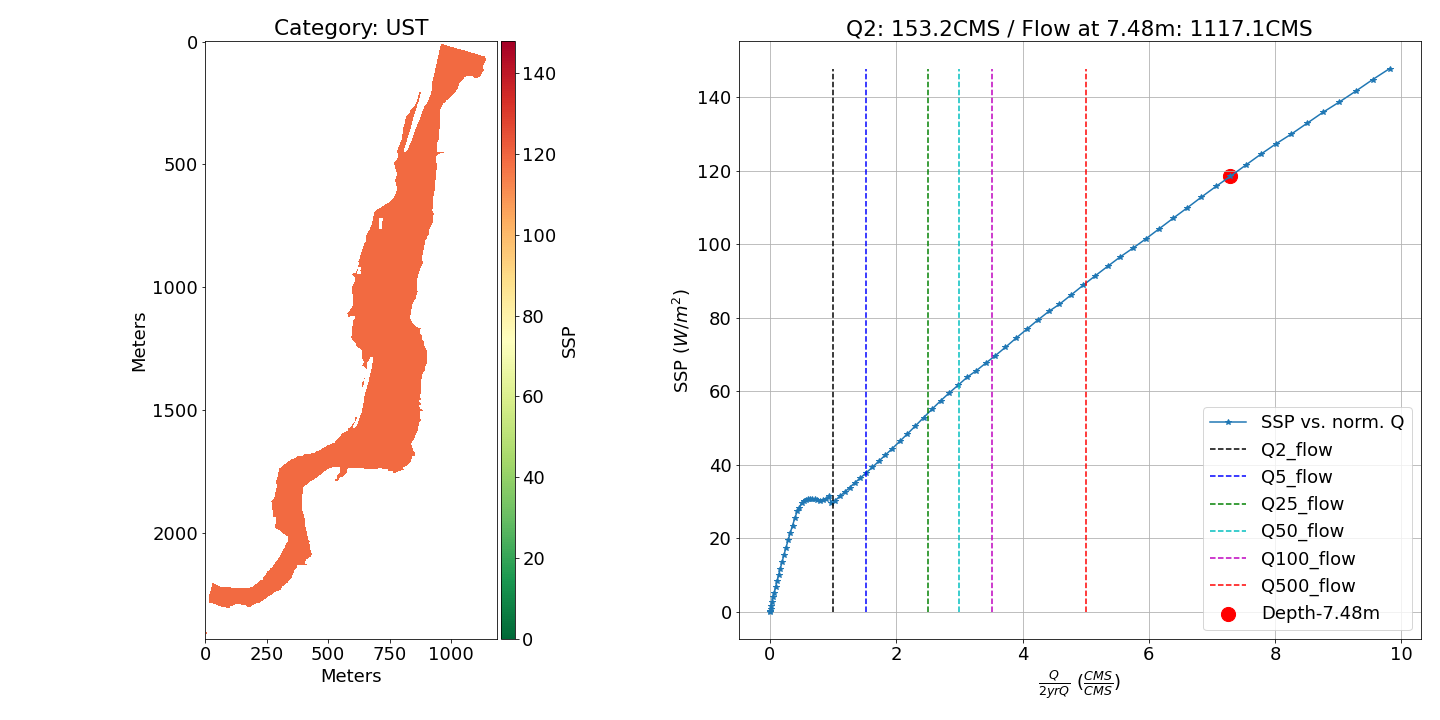 Category: UST
0
500
1000
1500
2000
Meters
0
250
500
750
1000
Meters
140
120
100
80
60
40
20
0
SSP
Q2: 153.2CMS / Flow at 7.48m: 1117.1CMS
140
120
100
80
60
40
20
0
SSP (W/m²)
0
2
4
6
8
10
Q/2yrQ (CMS/CMS)
SSP vs. norm. Q
Q2_flow
Q5_flow
Q25_flow
Q50_flow
Q100_flow
Q500_flow
Depth-7.48m